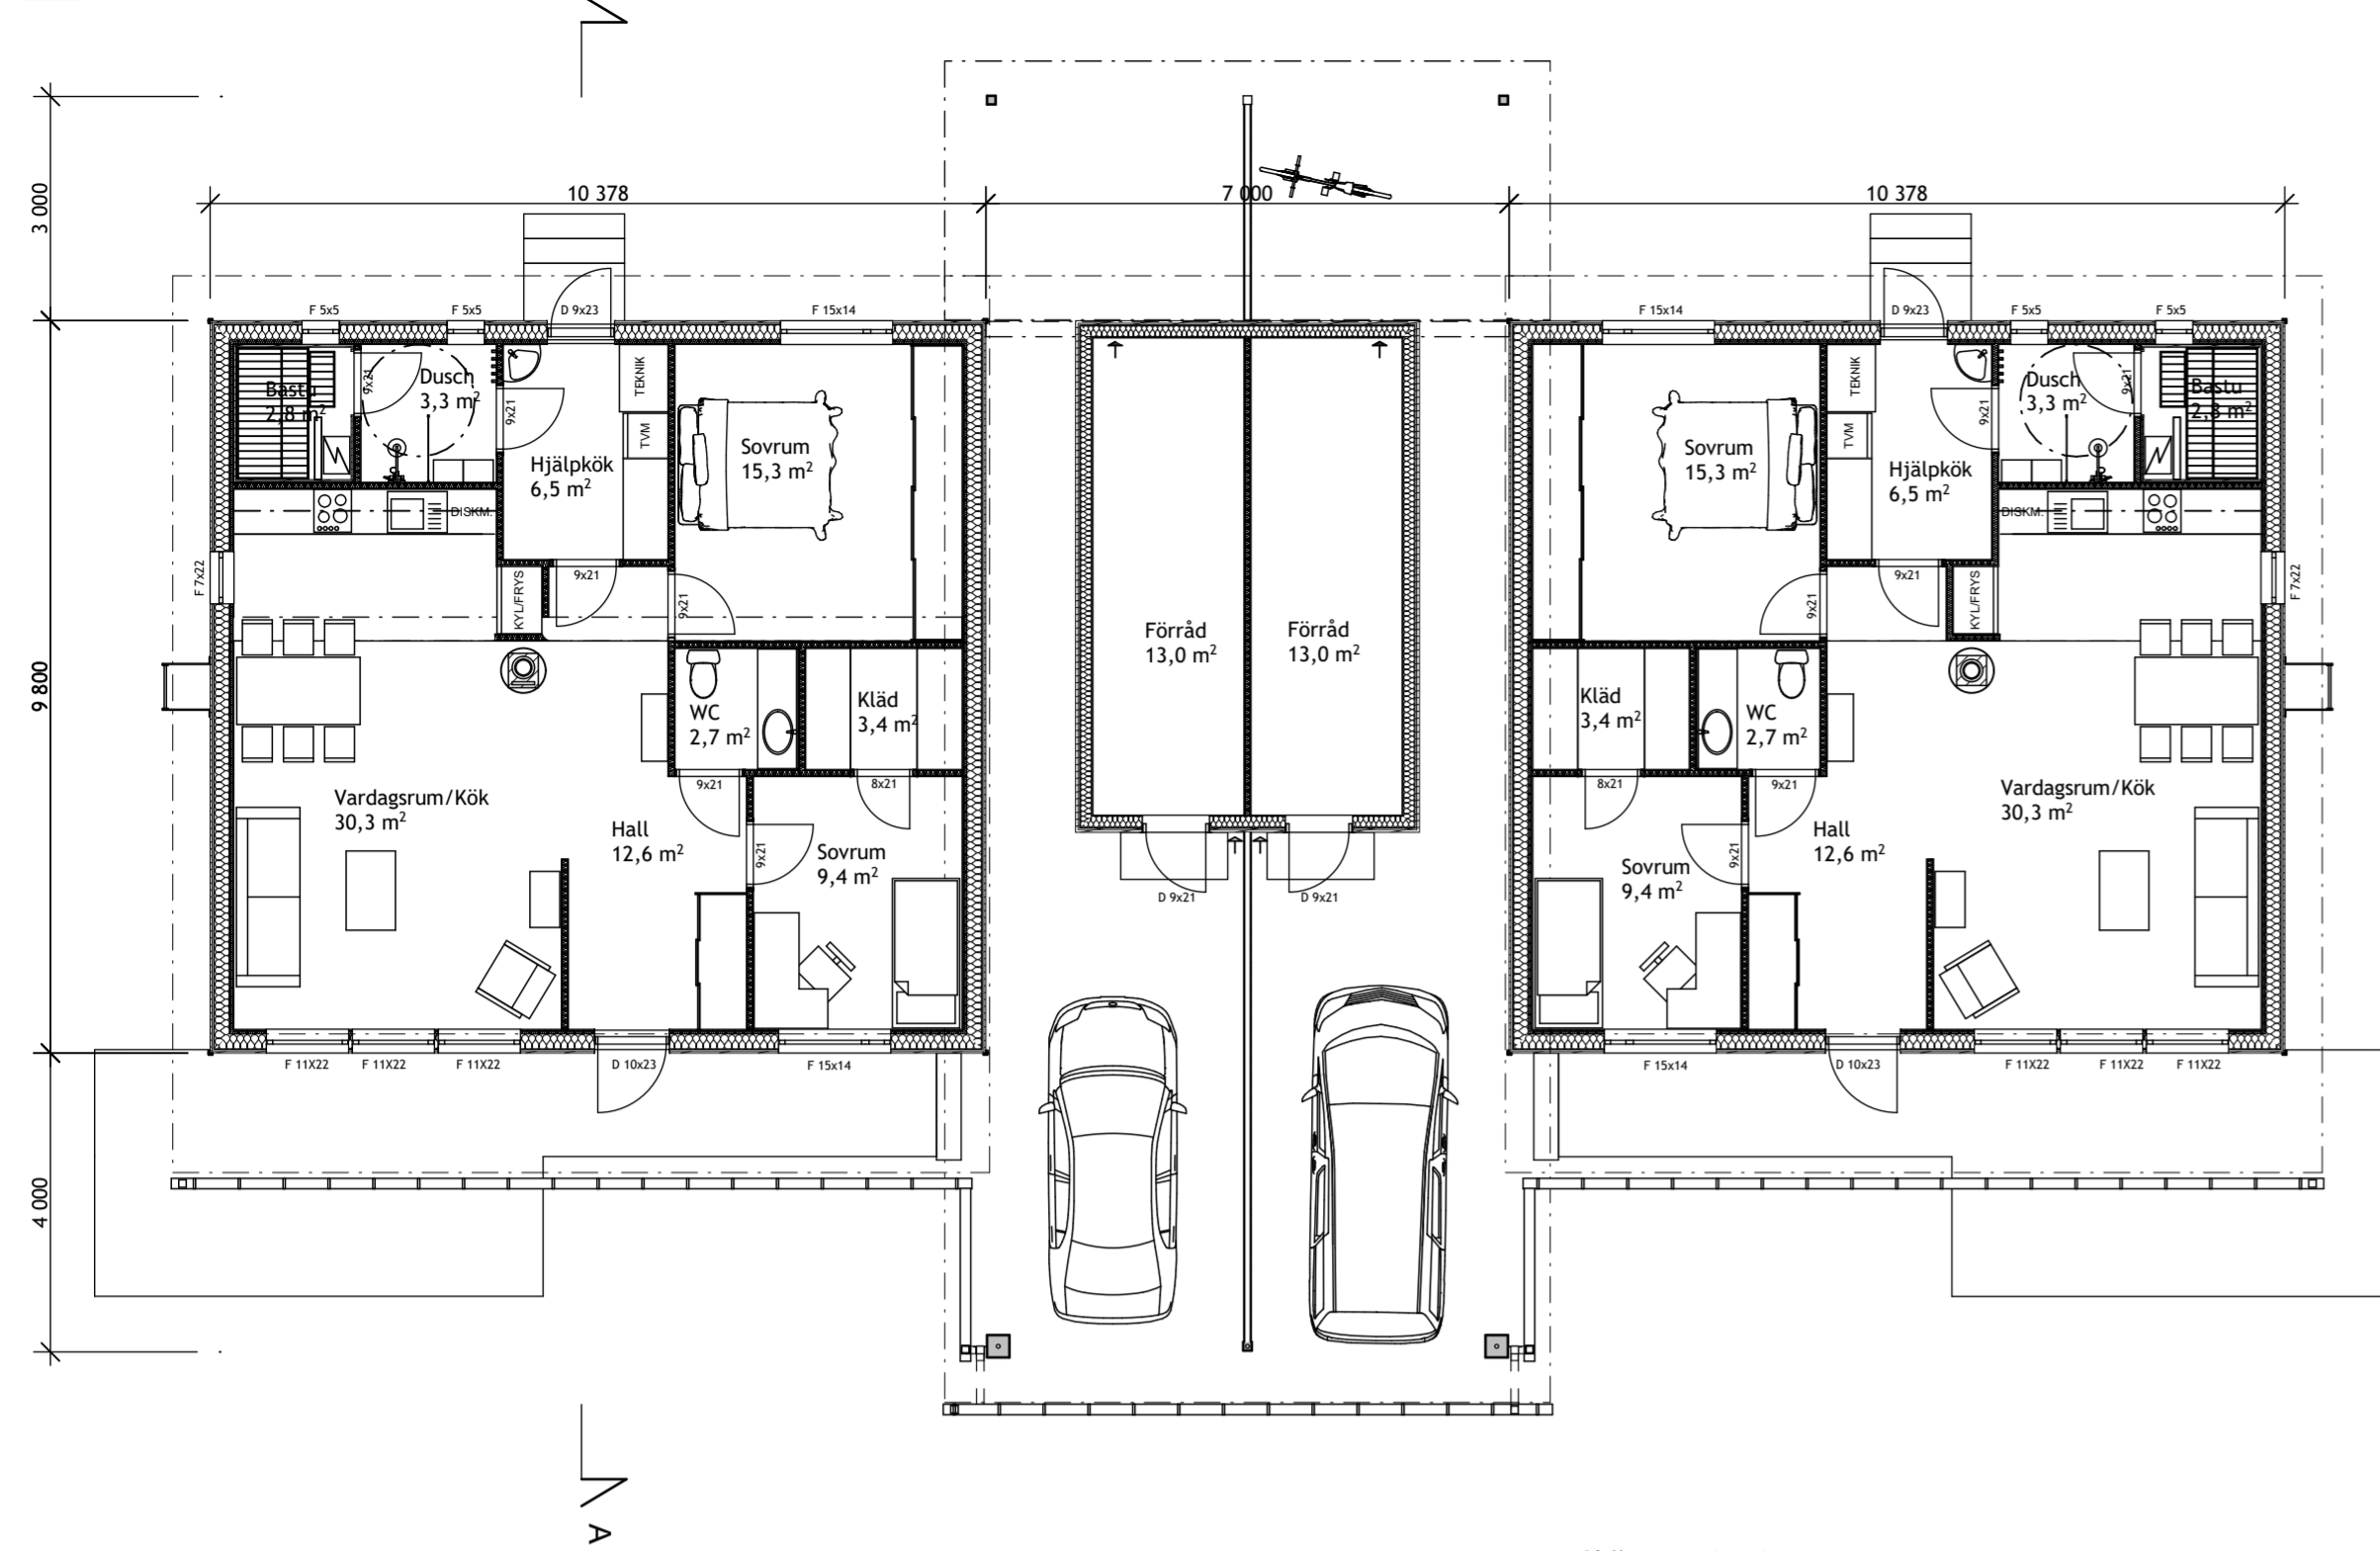 10 378
7 000
10 378
3 000
9 800
4 000
F 5x5
F 5x5
D 9x23
F 15x14
F 15x14
D 9x23
F 5x5
F 5x5
Bastu
2,8 m²
9x21
Dusch
3,3 m²
9x21
TEKNIK
TVM
Hjälpkök
6,5 m²
Sovrum
15,3 m²
DISKM.
F 7x22
KYL/FRYS
9x21
9x21
WC
2,7 m²
Kläd
3,4 m²
9x21
8x21
Vardagsrum/Kök
30,3 m²
Hall
12,6 m²
9x21
Sovrum
9,4 m²
F 11X22
F 11X22
F 11X22
D 10x23
F 15x14
Förråd
13,0 m²
Förråd
13,0 m²
D 9x21
D 9x21
Sovrum
15,3 m²
TEKNIK
TVM
Hjälpkök
6,5 m²
9x21
Dusch
3,3 m²
9x21
Bastu
2,8 m²
DISKM.
9x21
9x21
KYL/FRYS
F 7x22
Kläd
3,4 m²
WC
2,7 m²
8x21
9x21
Vardagsrum/Kök
30,3 m²
Hall
12,6 m²
9x21
Sovrum
9,4 m²
F 15x14
D 10x23
F 11X22
F 11X22
F 11X22
A